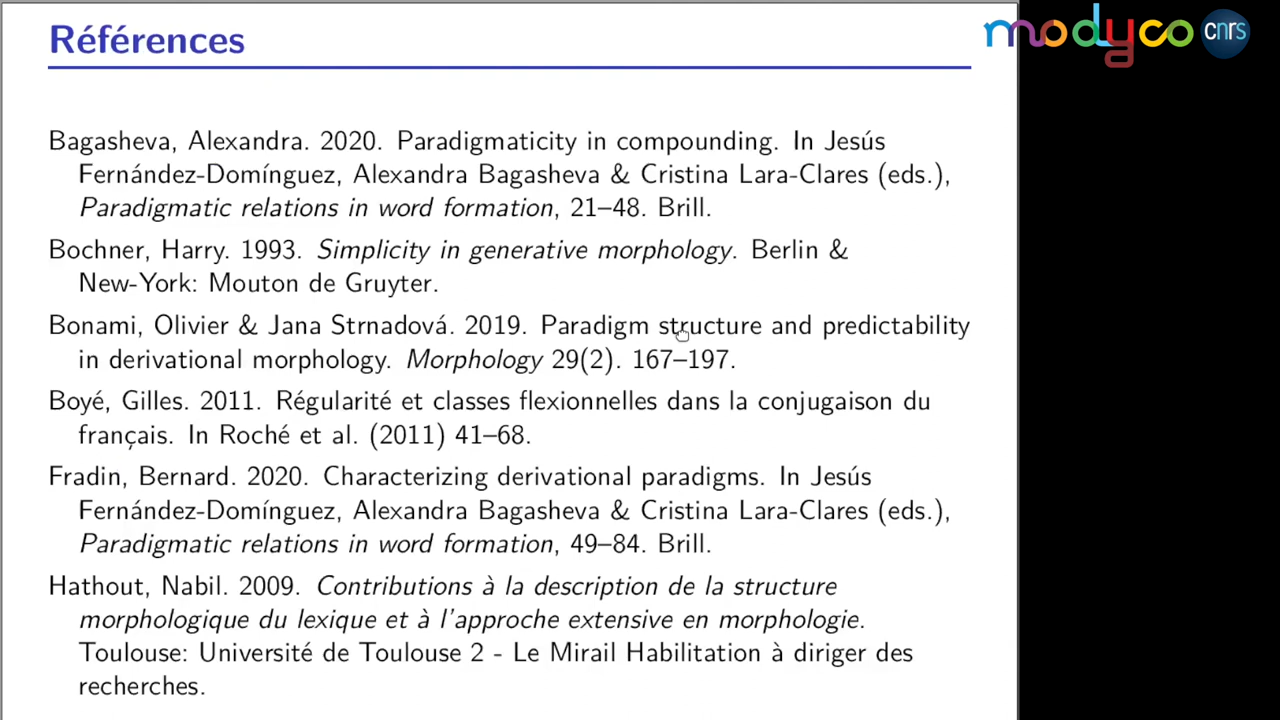 Références
modyco cnrs
Bagasheva, Alexandra. 2020. Paradigmaticity in compounding. In Jesús
Fernández-Domínguez, Alexandra Bagasheva & Cristina Lara-Clares (eds.),
Paradigmatic relations in word formation, 21–48. Brill.
Bochner, Harry. 1993. Simplicity in generative morphology. Berlin &
New-York: Mouton de Gruyter.
Bonami, Olivier & Jana Strnadová. 2019. Paradigm structure and predictability
in derivational morphology. Morphology 29(2). 167–197.
Boyé, Gilles. 2011. Régularité et classes flexionnelles dans la conjugaison du
français. In Roché et al. (2011) 41–68.
Fradin, Bernard. 2020. Characterizing derivational paradigms. In Jesús
Fernández-Domínguez, Alexandra Bagasheva & Cristina Lara-Clares (eds.),
Paradigmatic relations in word formation, 49–84. Brill.
Hathout, Nabil. 2009. Contributions à la description de la structure
morphologique du lexique et à l'approche extensive en morphologie.
Toulouse: Université de Toulouse 2 - Le Mirail Habilitation à diriger des
recherches.